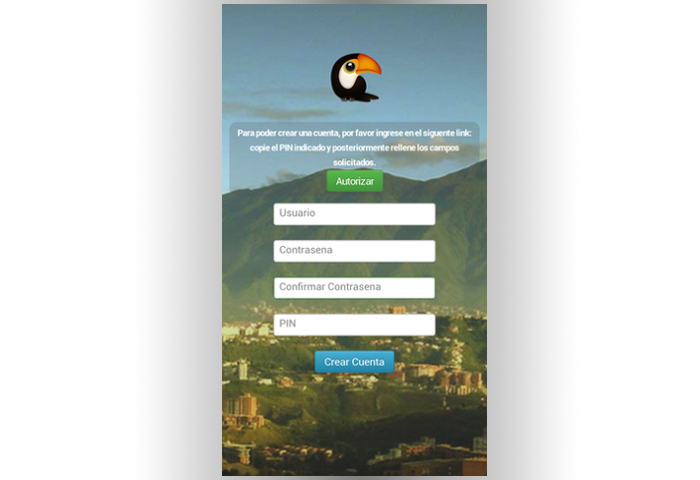 Para poder crear una cuenta, por favor ingrese en el siguente link:
copie el PIN indicado y posteriormente rellene los campos
solicitados.
Autorizar
Usuario
Contrasena
Confirmar Contrasena
PIN
Crear Cuenta